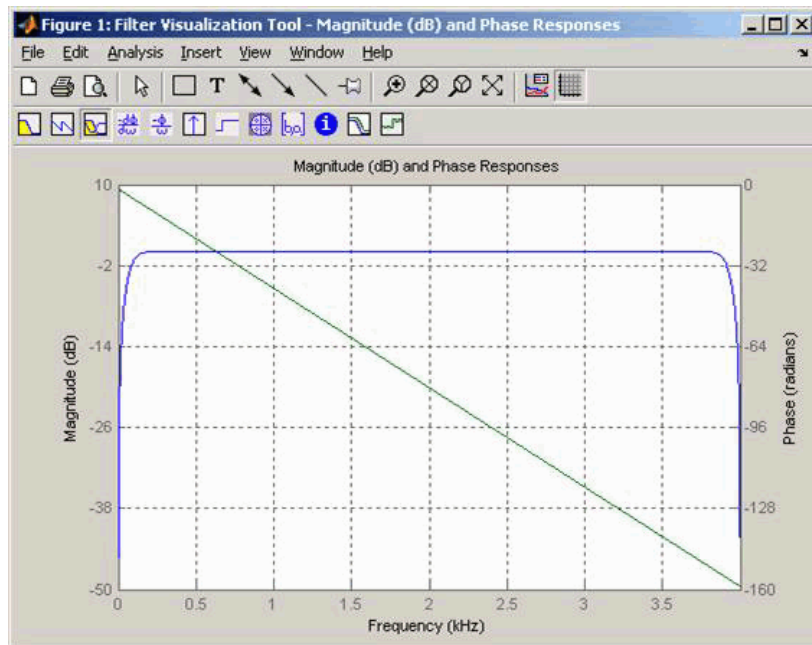 Figure 1: Filter Visualization Tool - Magnitude (dB) and Phase Responses
File Edit Analysis Insert View Window Help
T
[b,a]
i
Magnitude (dB) and Phase Responses
10
-2
-14
-26
-38
-50
Magnitude (dB)
0
-32
-64
-96
-128
-160
Phase (radians)
0 0.5 1 1.5 2 2.5 3 3.5
Frequency (kHz)